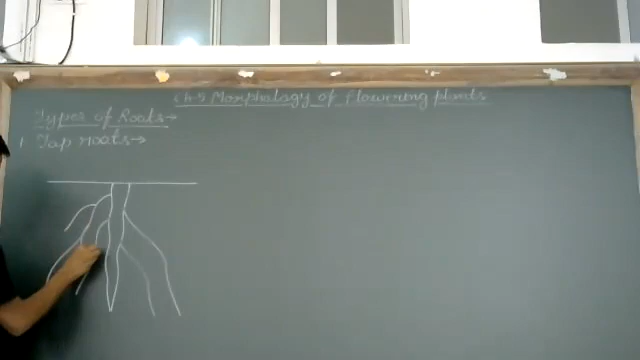 Ch-5 Morphology of flowering plants
Types of Roots→
1. Tap roots→